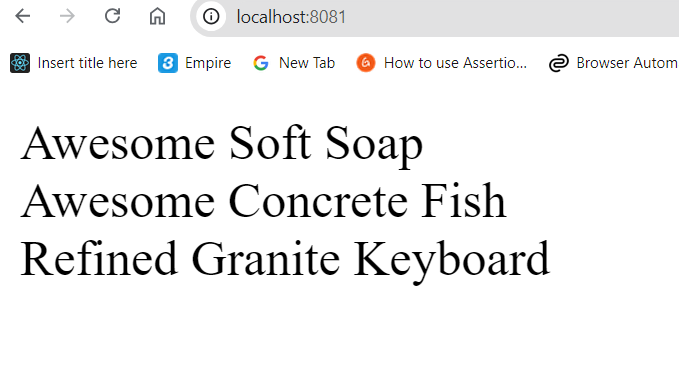 localhost:8081
Insert title here Empire New Tab How to use Assertio... Browser Autom
Awesome Soft Soap
Awesome Concrete Fish
Refined Granite Keyboard